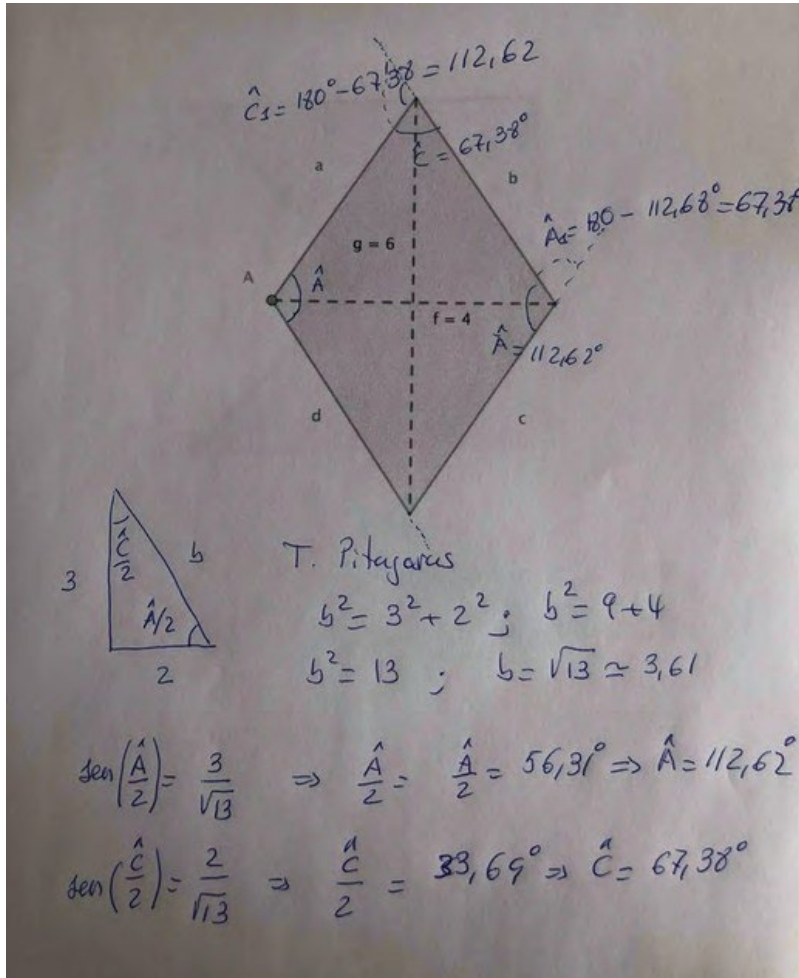 Ĉ₁ = 180° - 67,38 = 112,62
Ĉ = 67,38°
a
b
Â₁ = 180 - 112,68° = 67,38°
g = 6
A
Â
f = 4
Â = 112,62°
d
c
Ĉ/2
b
3
Â/2
2
T. Pitagoras
b² = 3² + 2² ; b² = 9 + 4
b² = 13 ; b = √13 ≃ 3,61
sen(Â/2) = 3/√13 ⇒ Â/2 = Â/2 = 56,31° ⇒ Â = 112,62°
sen(Ĉ/2) = 2/√13 ⇒ Ĉ/2 = 33,69° ⇒ Ĉ = 67,38°